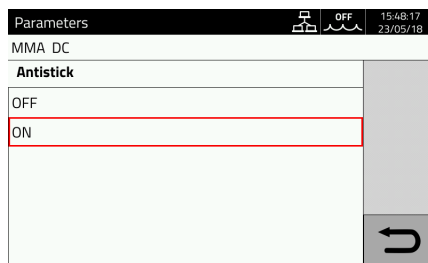 Parameters
OFF
15:48:17
23/05/18
MMA DC
Antistick
OFF
ON